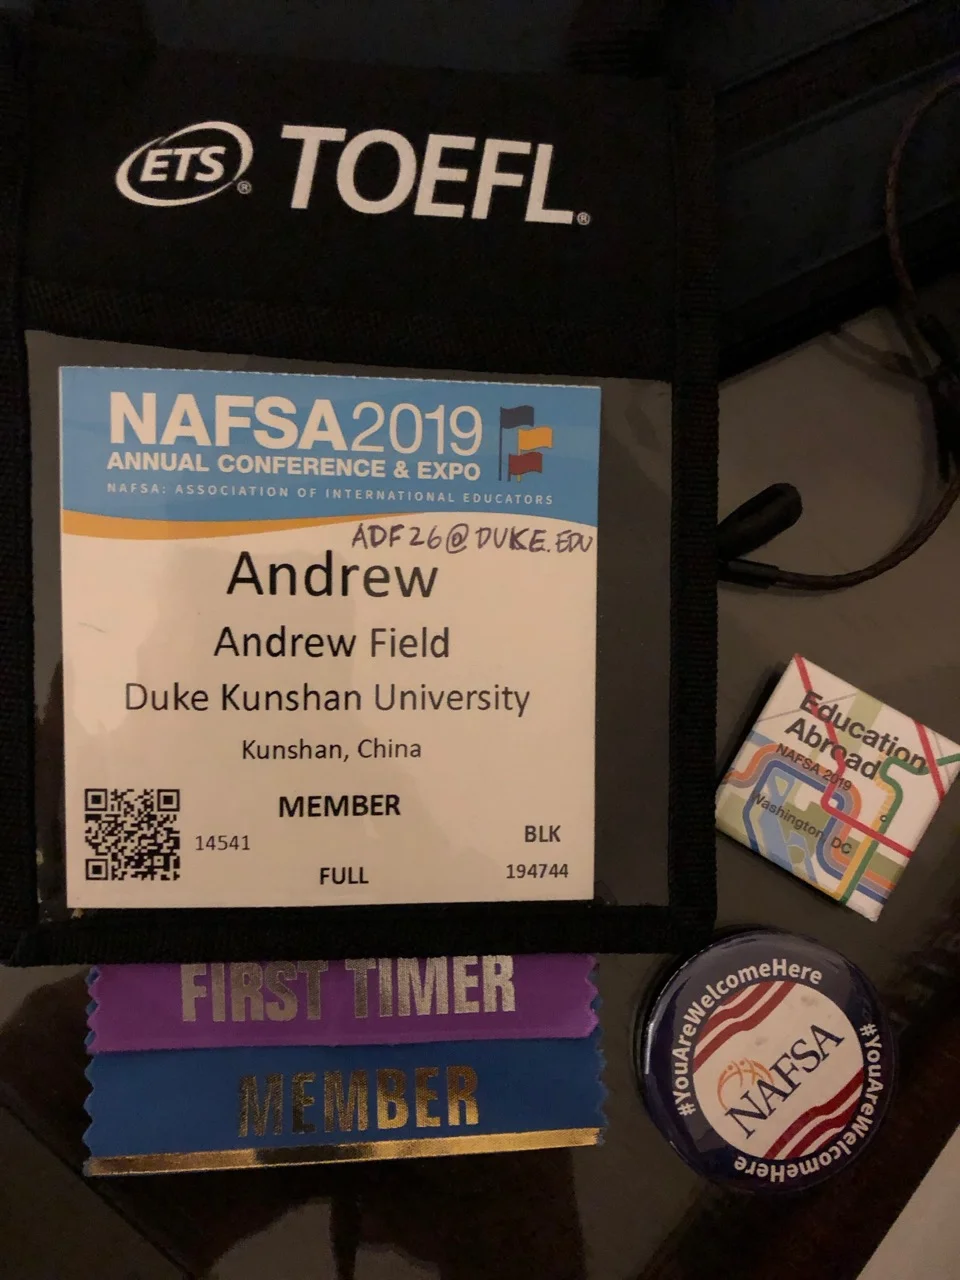 ETS® TOEFL®
NAFSA2019
ANNUAL CONFERENCE & EXPO
NAFSA: ASSOCIATION OF INTERNATIONAL EDUCATORS
ADF26@DUKE.EDU
Andrew
Andrew Field
Duke Kunshan University
Kunshan, China
MEMBER
14541
BLK
FULL
194744
FIRST TIMER
MEMBER
Education
Abroad
NAFSA 2019
Washington, DC
#YouAreWelcomeHere
NAFSA
#YouAreWelcomeHere